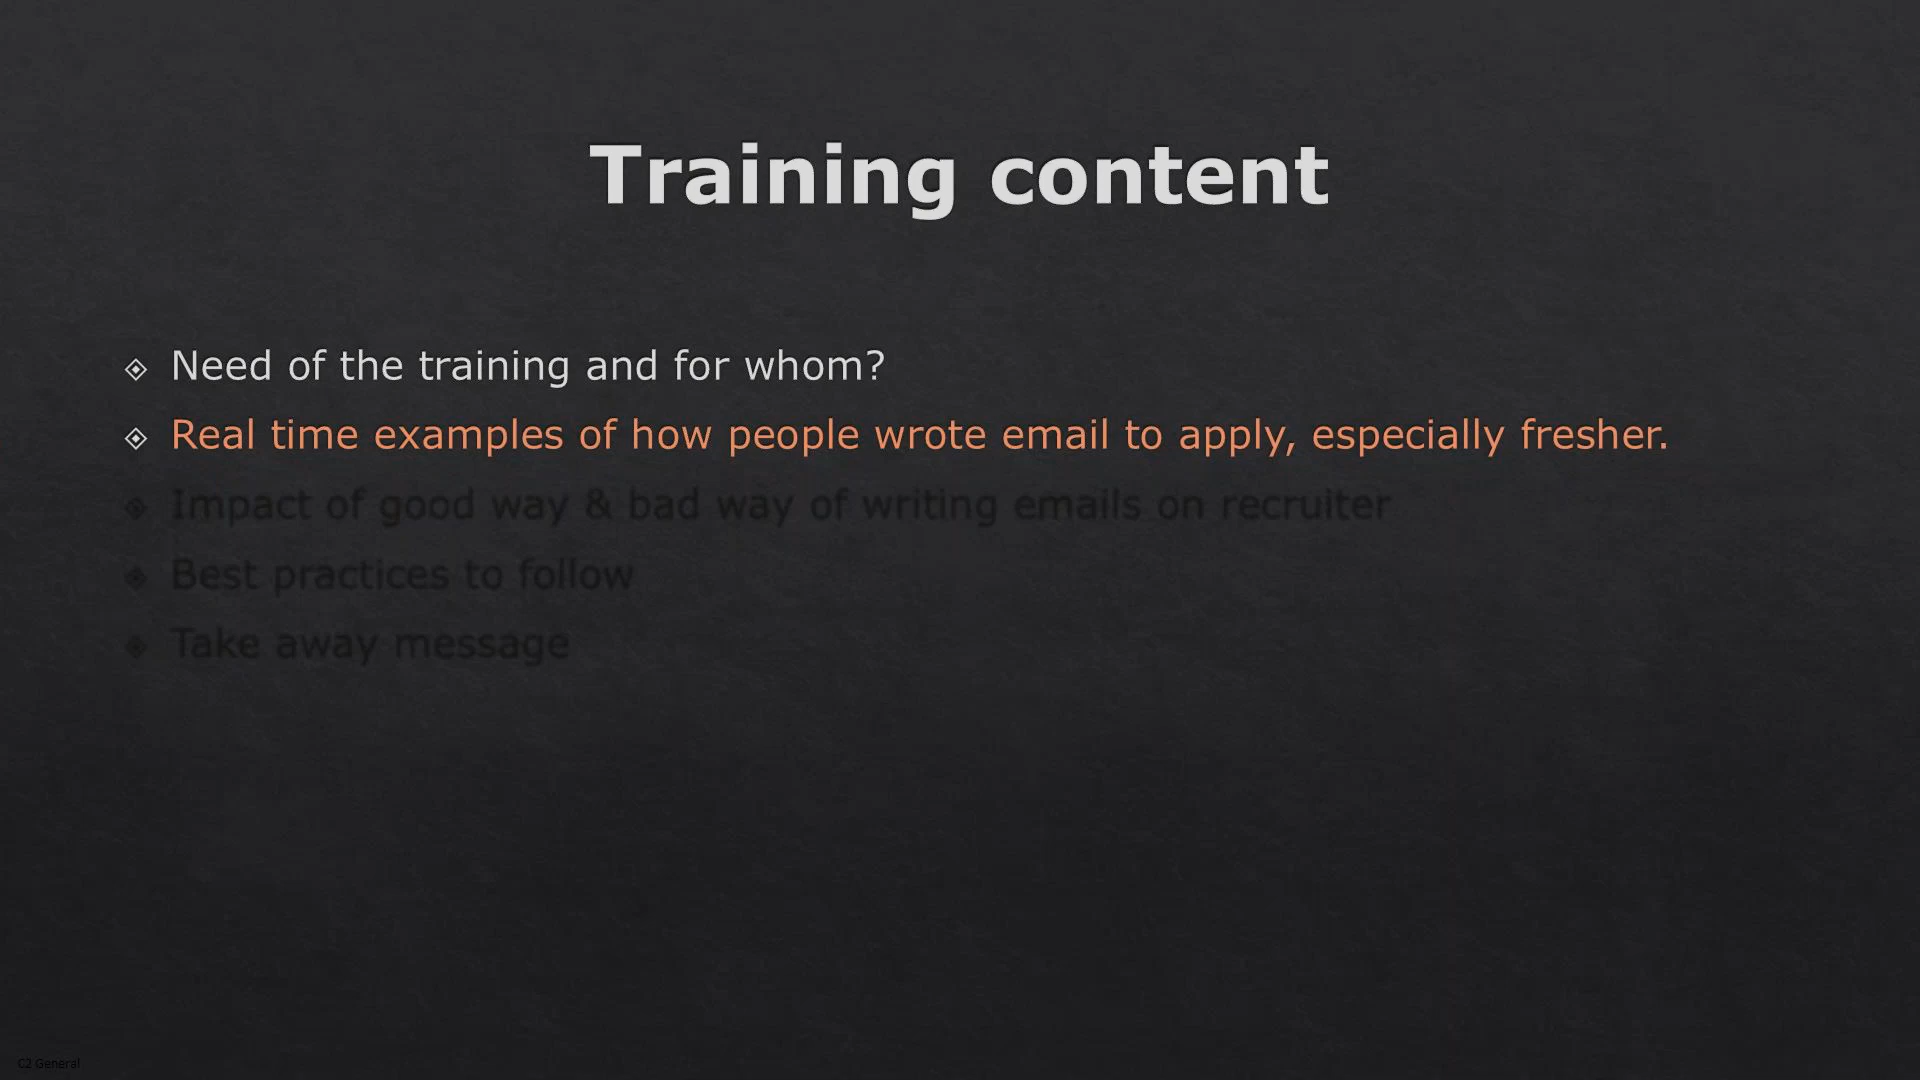 Training content
Need of the training and for whom?
Real time examples of how people wrote email to apply, especially fresher.
Impact of good way & bad way of writing emails on recruiter
Best practices to follow
Take away message
C2 General